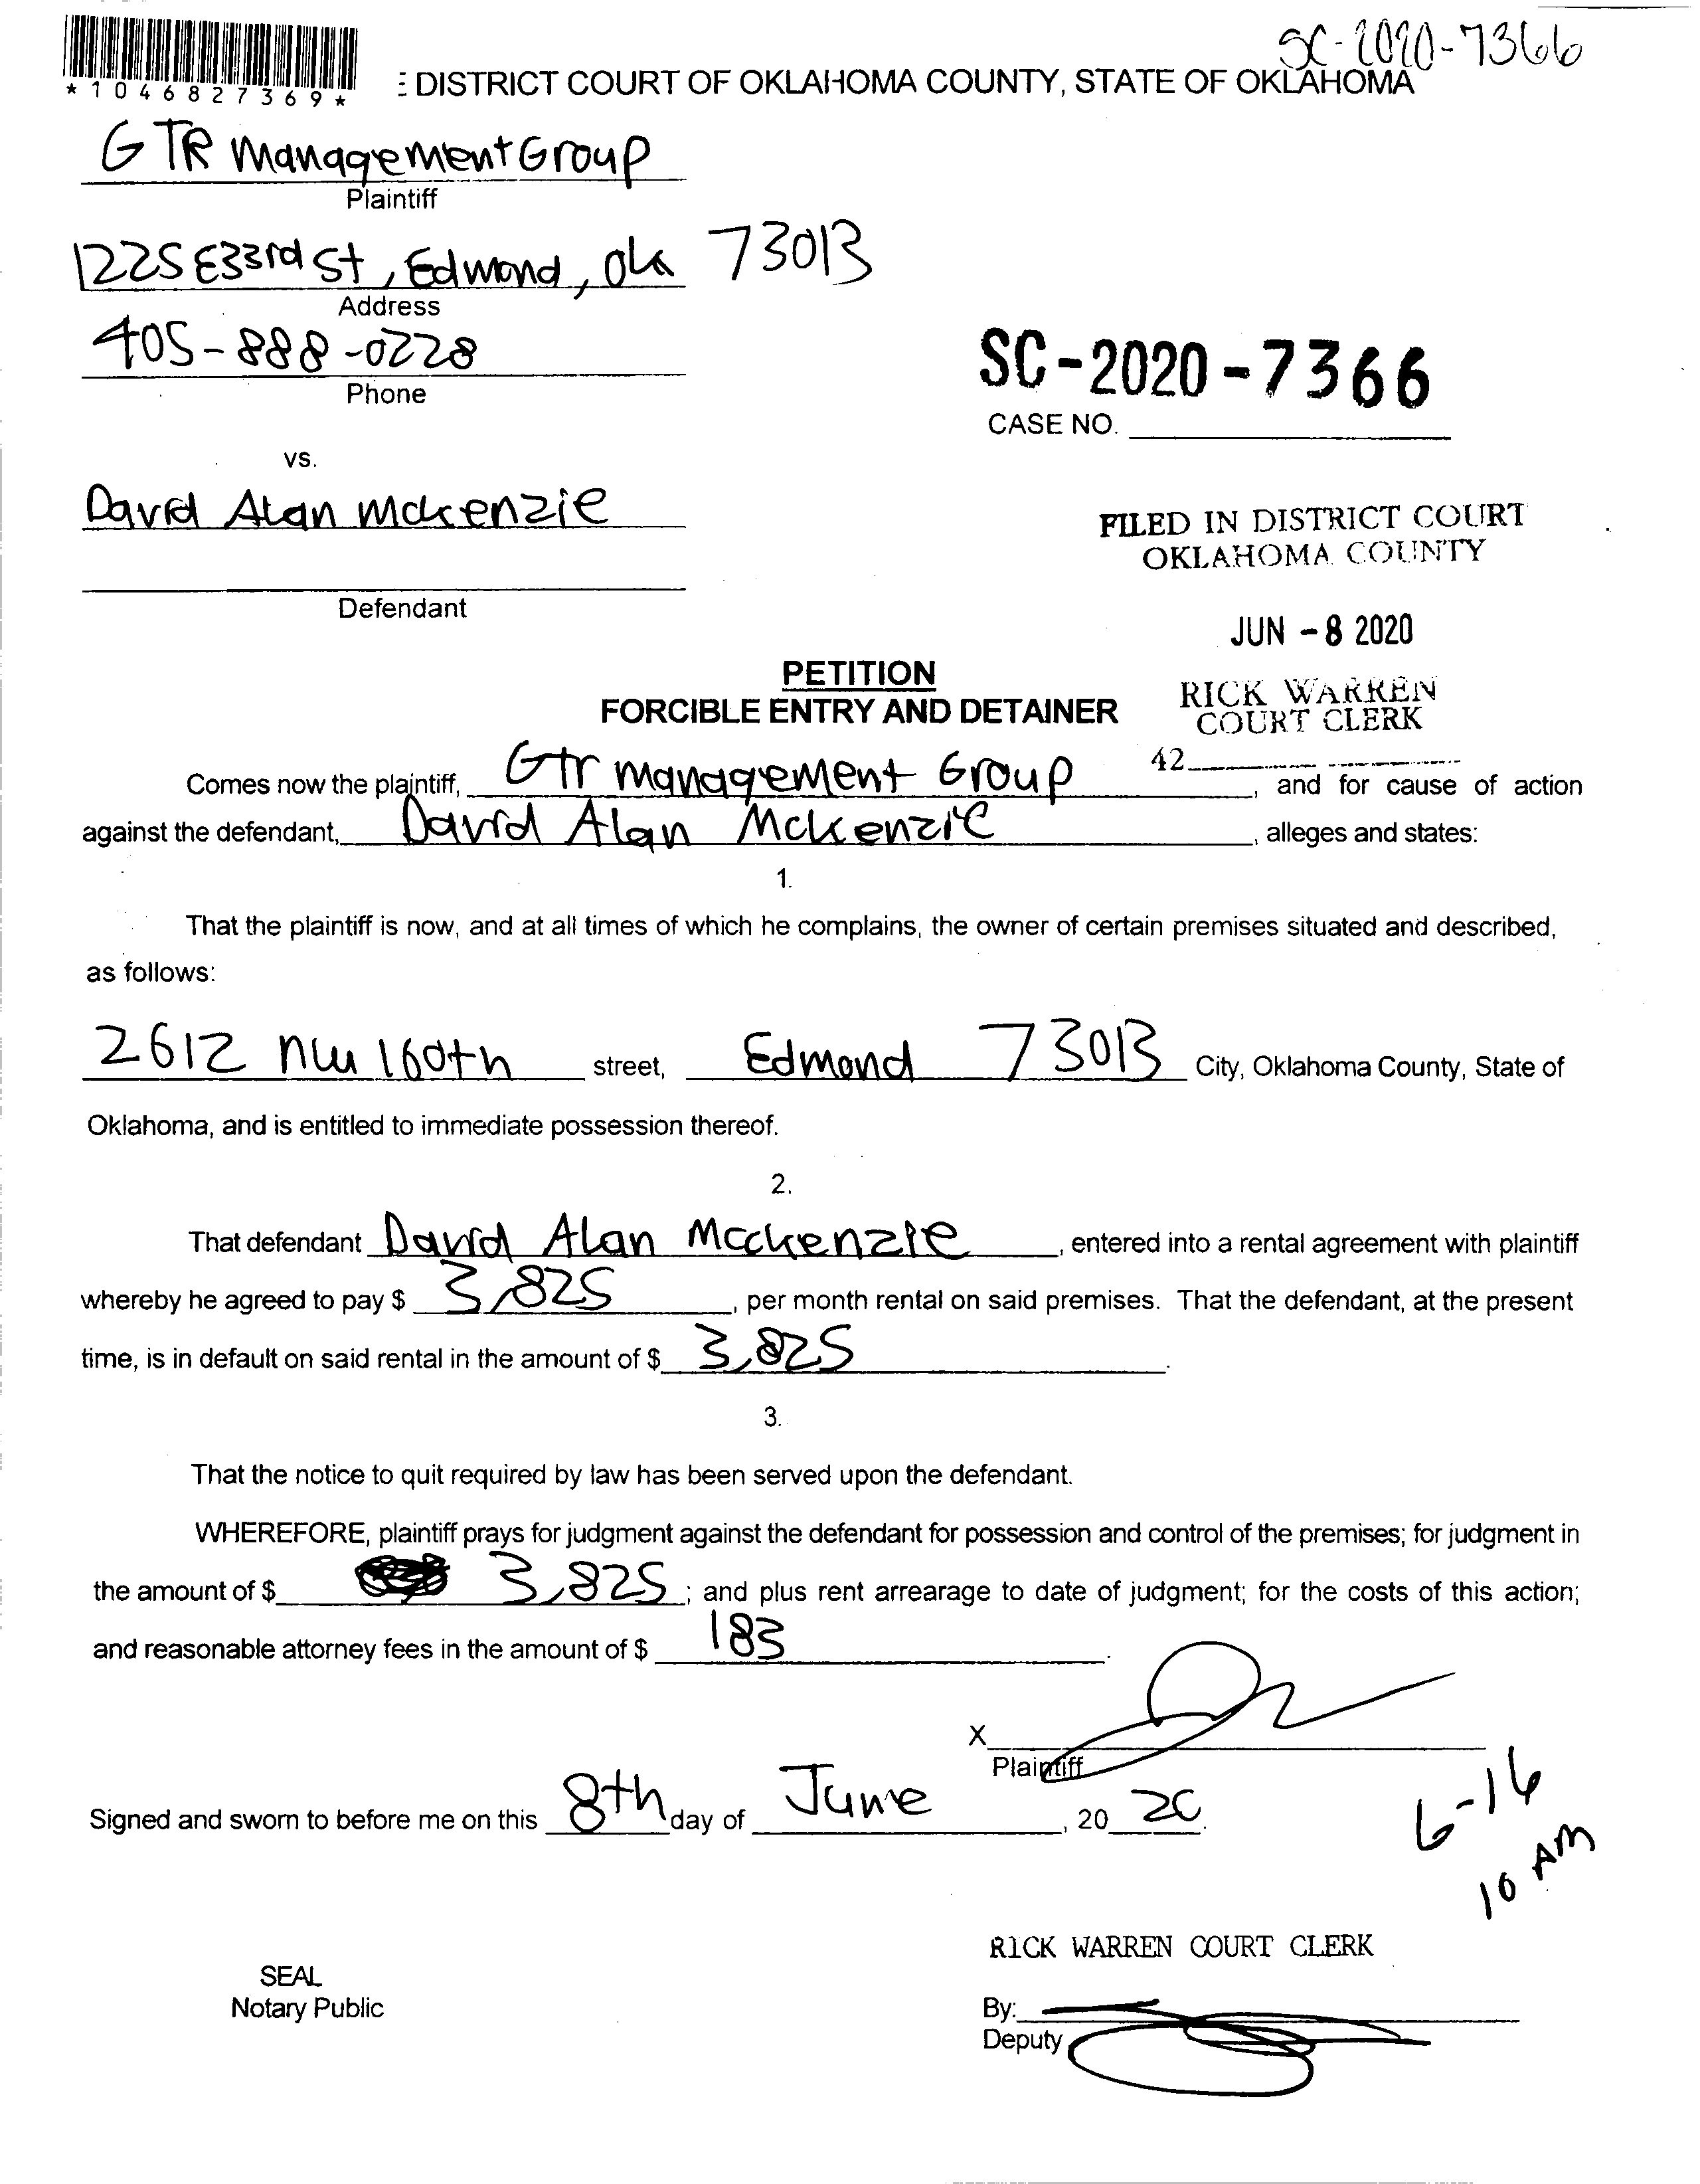 SC-2020-7366
*1046827369*
E DISTRICT COURT OF OKLAHOMA COUNTY, STATE OF OKLAHOMA
GTR Management Group
Plaintiff
1225 E33rd St, Edmond, Ok 73013
Address
405-888-0228
Phone
SC-2020-7366
CASE NO.
vs.
David Alan Mckenzie
Defendant
FILED IN DISTRICT COURT
OKLAHOMA COUNTY
JUN - 8 2020
RICK WARREN
COURT CLERK
42
PETITION
FORCIBLE ENTRY AND DETAINER
Comes now the plaintiff, Gtr Management Group, and for cause of action
against the defendant, David Alan Mckenzie, alleges and states:
1.
That the plaintiff is now, and at all times of which he complains, the owner of certain premises situated and described,
as follows:
2612 nw 160th street, Edmond 73013 City, Oklahoma County, State of
Oklahoma, and is entitled to immediate possession thereof.
2.
That defendant David Alan Mcckenzie, entered into a rental agreement with plaintiff
whereby he agreed to pay $ 3,825, per month rental on said premises. That the defendant, at the present
time, is in default on said rental in the amount of $ 3,825.
3.
That the notice to quit required by law has been served upon the defendant.
WHEREFORE, plaintiff prays for judgment against the defendant for possession and control of the premises; for judgment in
the amount of $ 3,825; and plus rent arrearage to date of judgment; for the costs of this action;
and reasonable attorney fees in the amount of $ 183.
X
Plaintiff
Signed and sworn to before me on this 8th day of June, 20 20.
6-16
10 AM
RICK WARREN COURT CLERK
SEAL
Notary Public
By:
Deputy